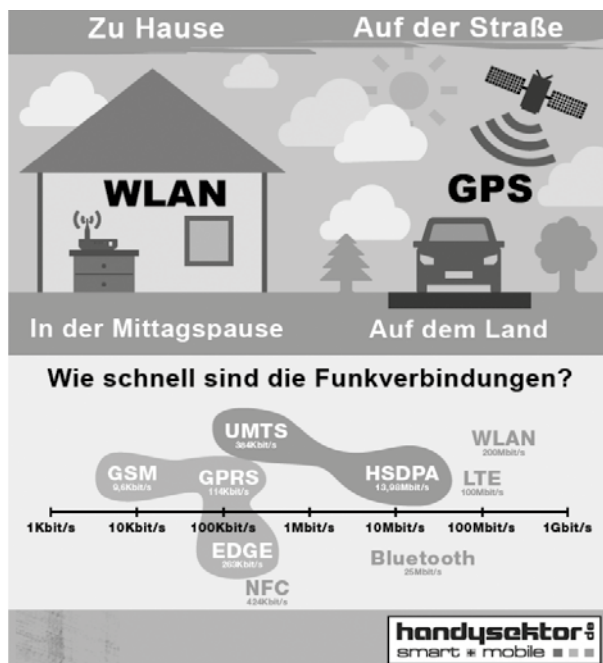 Zu Hause
Auf der Straße
WLAN
GPS
In der Mittagspause
Auf dem Land
Wie schnell sind die Funkverbindungen?
UMTS
384Kbit/s
WLAN
200Mbit/s
GSM
9,6Kbit/s
GPRS
114Kbit/s
HSDPA
13,98Mbit/s
LTE
100Mbit/s
1Kbit/s 10Kbit/s 100Kbit/s 1Mbit/s 10Mbit/s 100Mbit/s 1Gbit/s
EDGE
263Kbit/s
Bluetooth
25Mbit/s
NFC
424Kbit/s
handysektor.de
smart * mobile